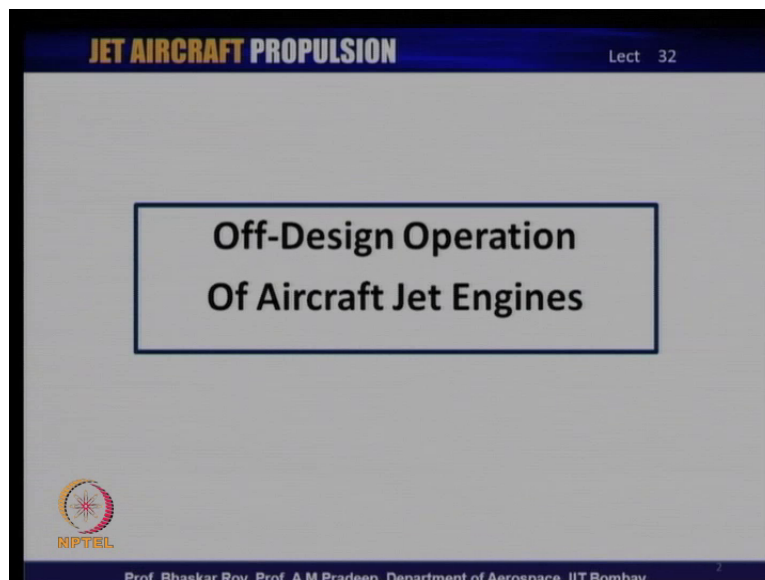 JET AIRCRAFT PROPULSION Lect 32
Off-Design Operation
Of Aircraft Jet Engines
NPTEL
Prof. Bhaskar Roy, Prof. A M Pradeep, Department of Aerospace, IIT Bombay
2